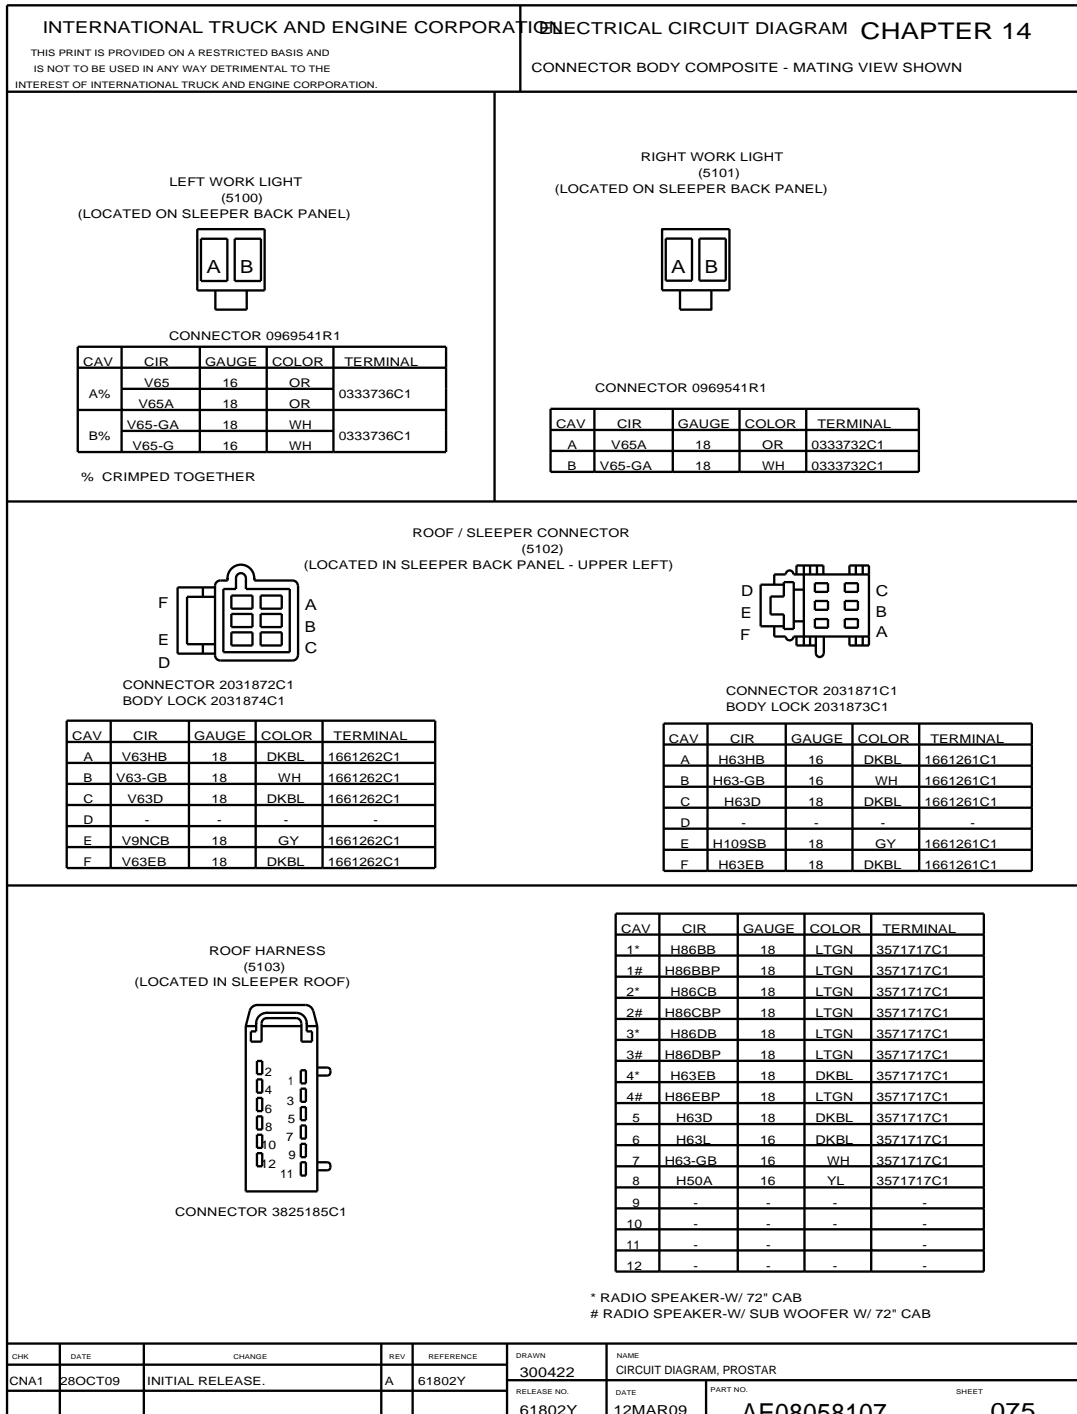 INTERNATIONAL TRUCK AND ENGINE CORPORATION
THIS PRINT IS PROVIDED ON A RESTRICTED BASIS AND
IS NOT TO BE USED IN ANY WAY DETRIMENTAL TO THE
INTEREST OF INTERNATIONAL TRUCK AND ENGINE CORPORATION.
ELECTRICAL CIRCUIT DIAGRAM CHAPTER 14
CONNECTOR BODY COMPOSITE - MATING VIEW SHOWN
LEFT WORK LIGHT
(5100)
(LOCATED ON SLEEPER BACK PANEL)
A B
CONNECTOR 0969541R1
CAV CIR GAUGE COLOR TERMINAL
A% V65 16 OR 0333736C1
V65A 18 OR
B% V65-GA 18 WH 0333736C1
V65-G 16 WH
% CRIMPED TOGETHER
RIGHT WORK LIGHT
(5101)
(LOCATED ON SLEEPER BACK PANEL)
A B
CONNECTOR 0969541R1
CAV CIR GAUGE COLOR TERMINAL
A V65A 18 OR 0333732C1
B V65-GA 18 WH 0333732C1
ROOF / SLEEPER CONNECTOR
(5102)
(LOCATED IN SLEEPER BACK PANEL - UPPER LEFT)
F A
B
E C
D
CONNECTOR 2031872C1
BODY LOCK 2031874C1
CAV CIR GAUGE COLOR TERMINAL
A V63HB 18 DKBL 1661262C1
B V63-GB 18 WH 1661262C1
C V63D 18 DKBL 1661262C1
D - - - -
E V9NCB 18 GY 1661262C1
F V63EB 18 DKBL 1661262C1
D C
E B
F A
CONNECTOR 2031871C1
BODY LOCK 2031873C1
CAV CIR GAUGE COLOR TERMINAL
A H63HB 16 DKBL 1661261C1
B H63-GB 16 WH 1661261C1
C H63D 18 DKBL 1661261C1
D - - - -
E H109SB 18 GY 1661261C1
F H63EB 18 DKBL 1661261C1
ROOF HARNESS
(5103)
(LOCATED IN SLEEPER ROOF)
2
1
4
3
6
5
8
7
10
9
12
11
CONNECTOR 3825185C1
CAV CIR GAUGE COLOR TERMINAL
1* H86BB 18 LTGN 3571717C1
1# H86BBP 18 LTGN 3571717C1
2* H86CB 18 LTGN 3571717C1
2# H86CBP 18 LTGN 3571717C1
3* H86DB 18 LTGN 3571717C1
3# H86DBP 18 LTGN 3571717C1
4* H63EB 18 DKBL 3571717C1
4# H86EBP 18 LTGN 3571717C1
5 H63D 18 DKBL 3571717C1
6 H63L 16 DKBL 3571717C1
7 H63-GB 16 WH 3571717C1
8 H50A 16 YL 3571717C1
9 - - - -
10 - - - -
11 - - -
12 - - - -
* RADIO SPEAKER-W/ 72" CAB
# RADIO SPEAKER-W/ SUB WOOFER W/ 72" CAB
CHK DATE CHANGE REV REFERENCE
CNA1 28OCT09 INITIAL RELEASE. A 61802Y
DRAWN
300422
NAME
CIRCUIT DIAGRAM, PROSTAR
RELEASE NO.
61802Y
DATE
12MAR09
PART NO.
AE08058107
SHEET
075